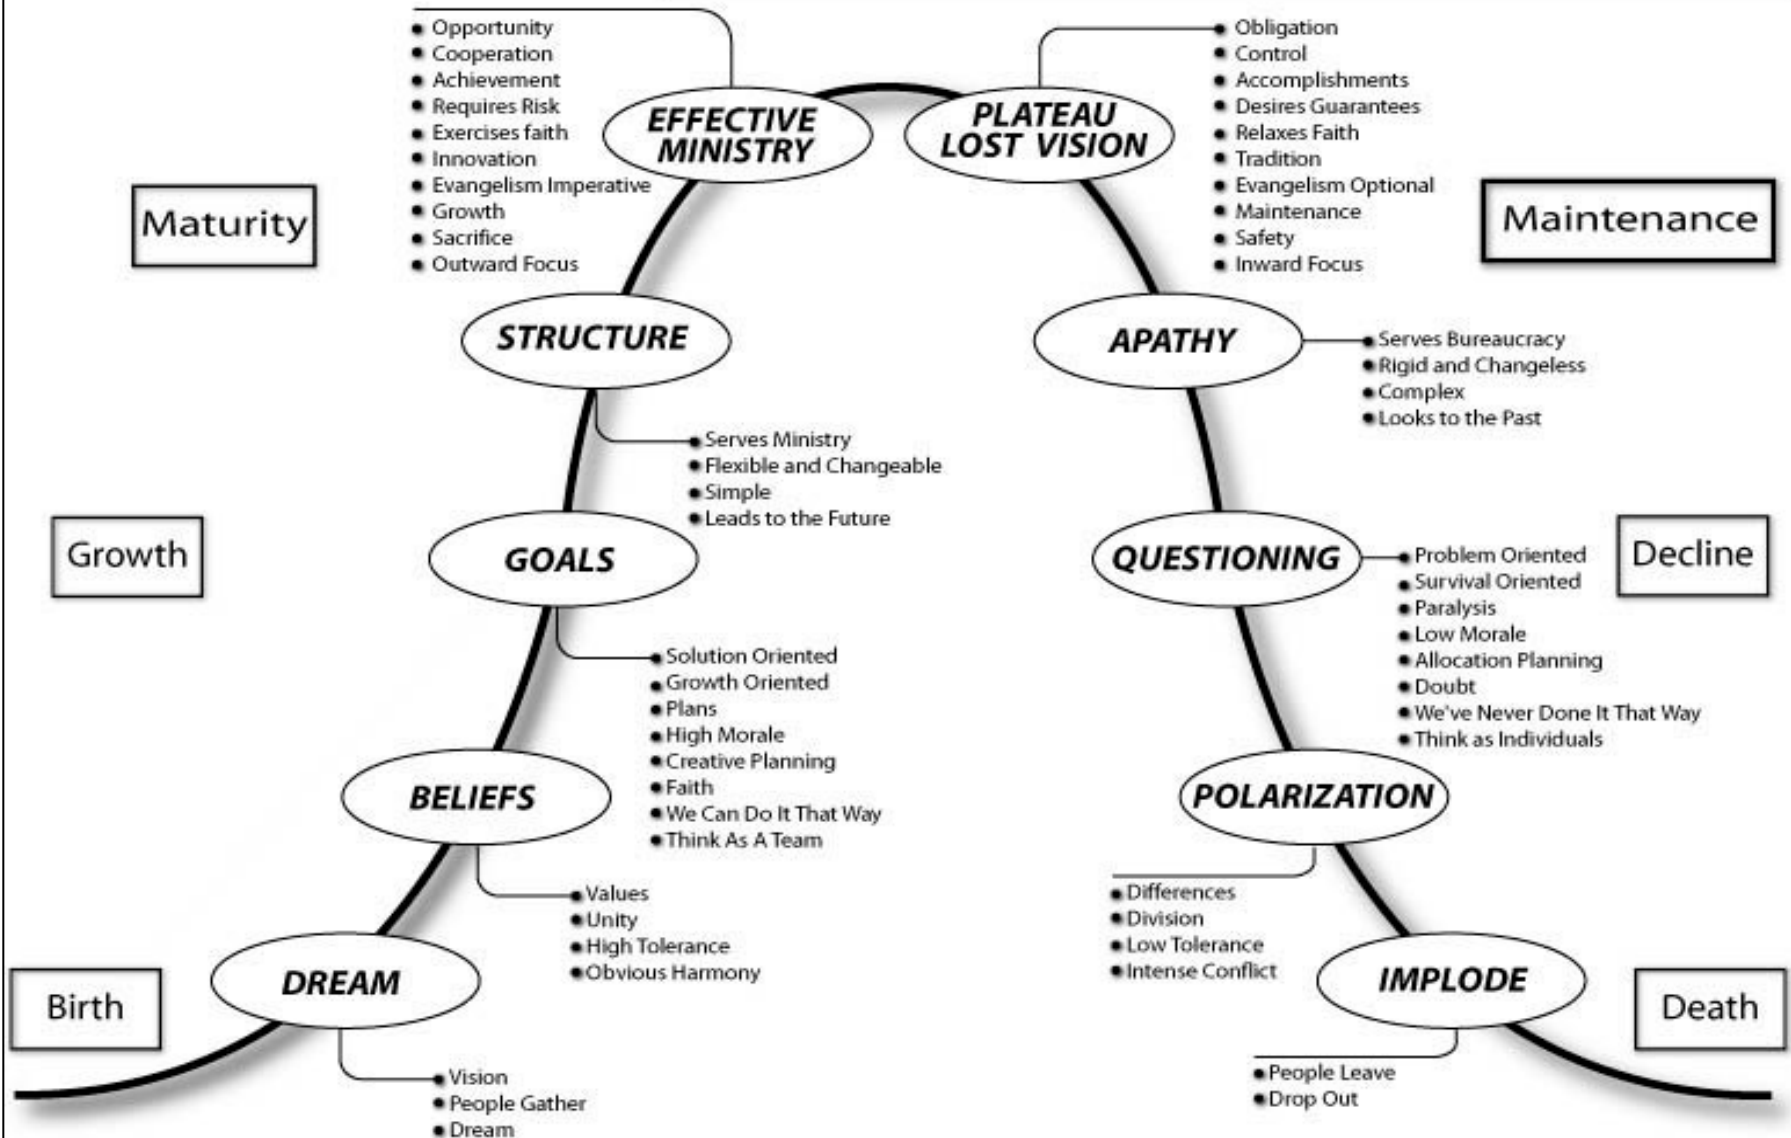 Opportunity
Cooperation
Achievement
Requires Risk
Exercises faith
Innovation
Evangelism Imperative
Growth
Sacrifice
Outward Focus
EFFECTIVE
MINISTRY
PLATEAU
LOST VISION
Obligation
Control
Accomplishments
Desires Guarantees
Relaxes Faith
Tradition
Evangelism Optional
Maintenance
Safety
Inward Focus
Maturity
Maintenance
STRUCTURE
Serves Ministry
Flexible and Changeable
Simple
Leads to the Future
APATHY
Serves Bureaucracy
Rigid and Changeless
Complex
Looks to the Past
Growth
GOALS
Solution Oriented
Growth Oriented
Plans
High Morale
Creative Planning
Faith
We Can Do It That Way
Think As A Team
QUESTIONING
Problem Oriented
Survival Oriented
Paralysis
Low Morale
Allocation Planning
Doubt
We've Never Done It That Way
Think as Individuals
Decline
BELIEFS
Values
Unity
High Tolerance
Obvious Harmony
POLARIZATION
Differences
Division
Low Tolerance
Intense Conflict
Birth
DREAM
Vision
People Gather
Dream
IMPLODE
People Leave
Drop Out
Death